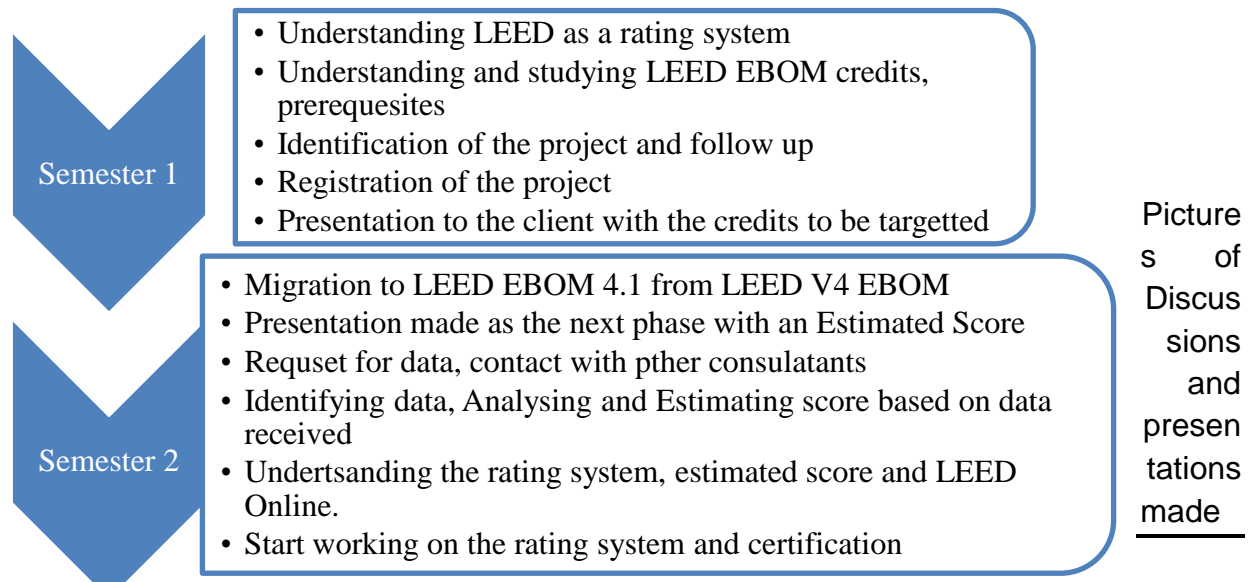 Semester 1
• Understanding LEED as a rating system
• Understanding and studying LEED EBOM credits,
prerequesites
• Identification of the project and follow up
• Registration of the project
• Presentation to the client with the credits to be targetted
Semester 2
• Migration to LEED EBOM 4.1 from LEED V4 EBOM
• Presentation made as the next phase with an Estimated Score
• Requset for data, contact with pther consulatants
• Identifying data, Analysing and Estimating score based on data
received
• Undertsanding the rating system, estimated score and LEED
Online.
• Start working on the rating system and certification
Picture
s of
Discus
sions
and
presen
tations
made